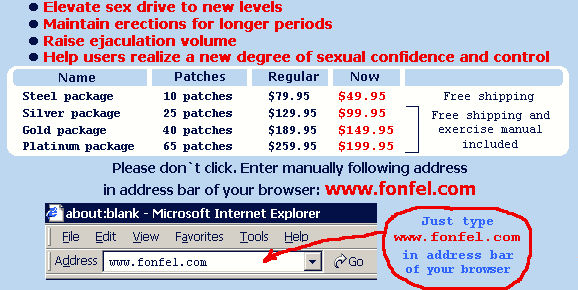 Elevate sex drive to new levels
Maintain erections for longer periods
Raise ejaculation volume
Help users realize a new degree of sexual confidence and control
Name Patches Regular Now
Steel package 10 patches $79.95 $49.95 Free shipping
Silver package 25 patches $129.95 $99.95 Free shipping and
Gold package 40 patches $189.95 $149.95 exercise manual
Platinum package 65 patches $259.95 $199.95 included
Please don`t click. Enter manually following address
in address bar of your browser: www.fonfel.com
about:blank - Microsoft Internet Explorer
File Edit View Favorites Tools Help
Address www.fonfel.com Go
Just type
www.fonfel.com
in address bar
of your browser